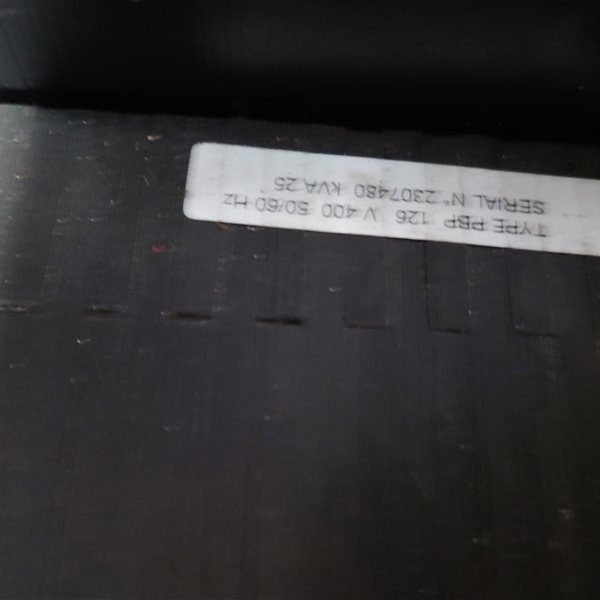 TYPE PBP 126 V 400 50/60 Hz
SERIAL N° 2307480 KVA 25